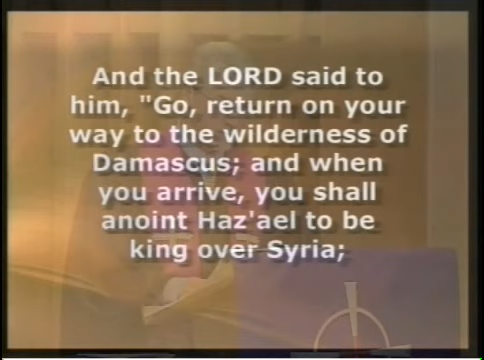 And the LORD said to
him, "Go, return on your
way to the wilderness of
Damascus; and when
you arrive, you shall
anoint Haz'ael to be
king over Syria;